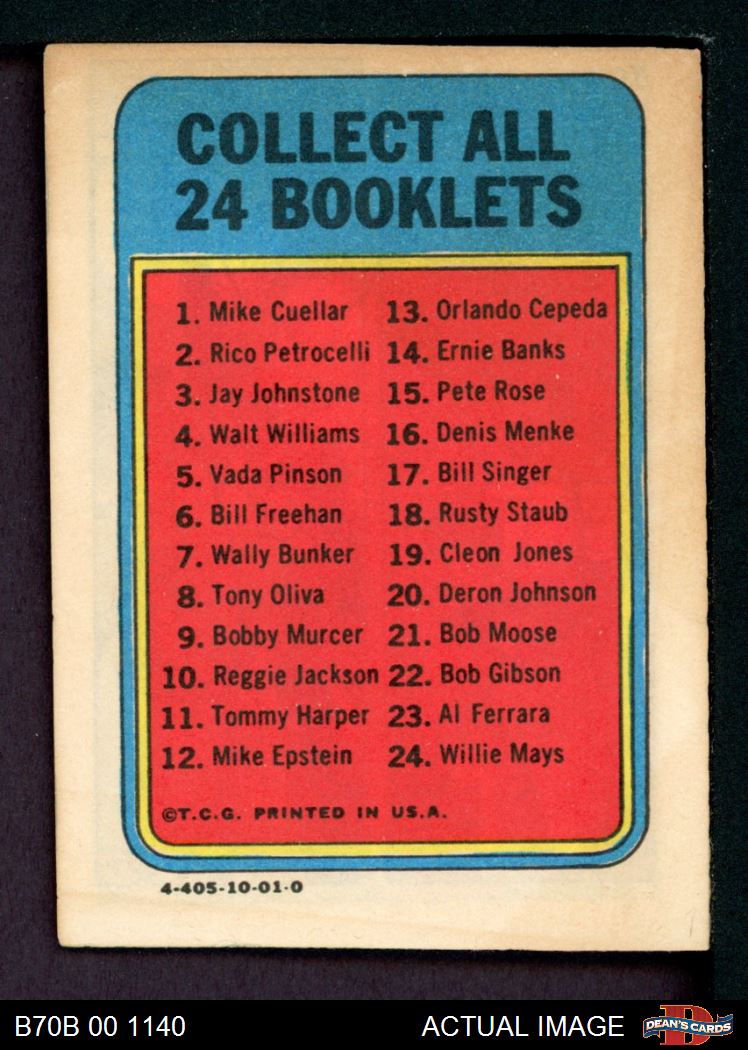 COLLECT ALL
24 BOOKLETS
1. Mike Cuellar
2. Rico Petrocelli
3. Jay Johnstone
4. Walt Williams
5. Vada Pinson
6. Bill Freehan
7. Wally Bunker
8. Tony Oliva
9. Bobby Murcer
10. Reggie Jackson
11. Tommy Harper
12. Mike Epstein
13. Orlando Cepeda
14. Ernie Banks
15. Pete Rose
16. Denis Menke
17. Bill Singer
18. Rusty Staub
19. Cleon Jones
20. Deron Johnson
21. Bob Moose
22. Bob Gibson
23. Al Ferrara
24. Willie Mays
©T.C.G. PRINTED IN U.S.A.
4-405-10-01-0
B70B 00 1140
ACTUAL IMAGE
D
DEAN'S CARDS